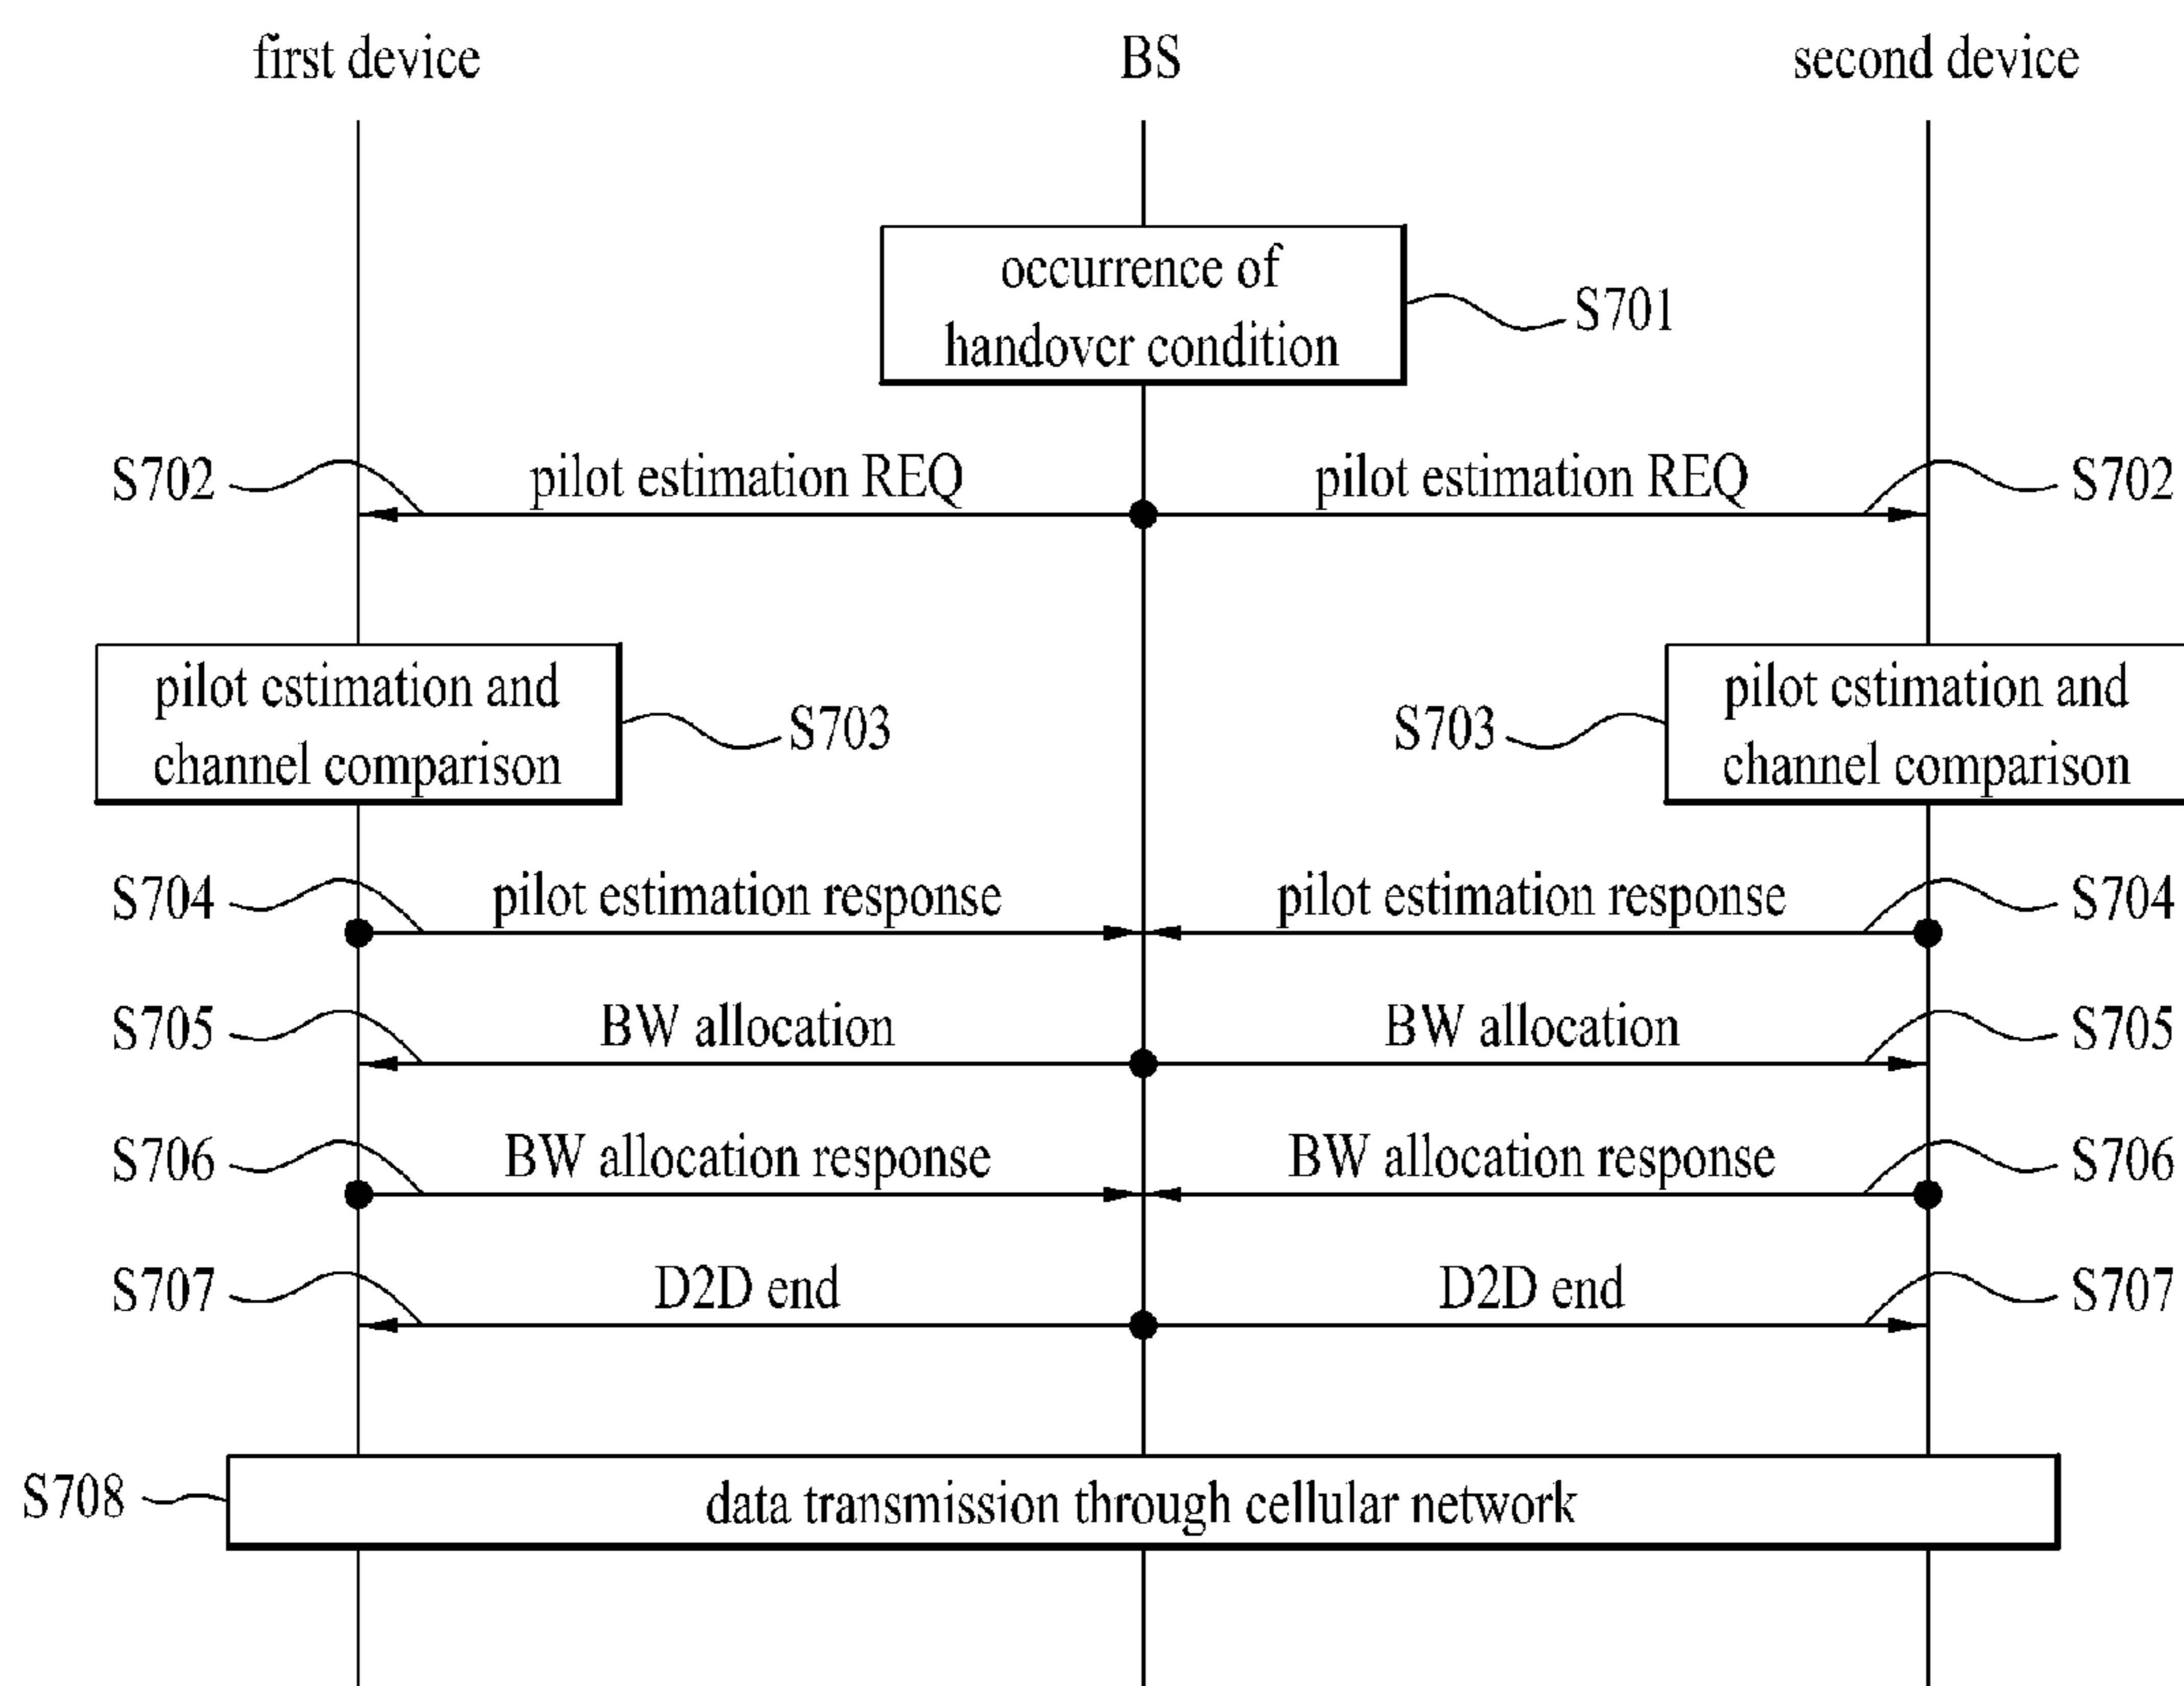 first device
BS
second device
occurrence of
handover condition
S701
S702
pilot estimation REQ
pilot estimation REQ
S702
pilot estimation and
channel comparison
S703
S703
pilot estimation and
channel comparison
S704
pilot estimation response
pilot estimation response
S704
S705
BW allocation
BW allocation
S705
S706
BW allocation response
BW allocation response
S706
S707
D2D end
D2D end
S707
S708
data transmission through cellular network